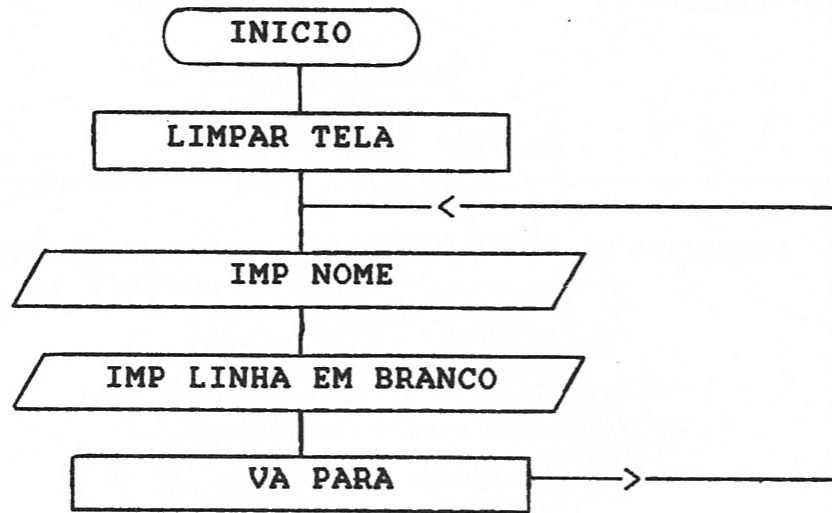 INICIO
LIMPAR TELA
IMP NOME
IMP LINHA EM BRANCO
VA PARA